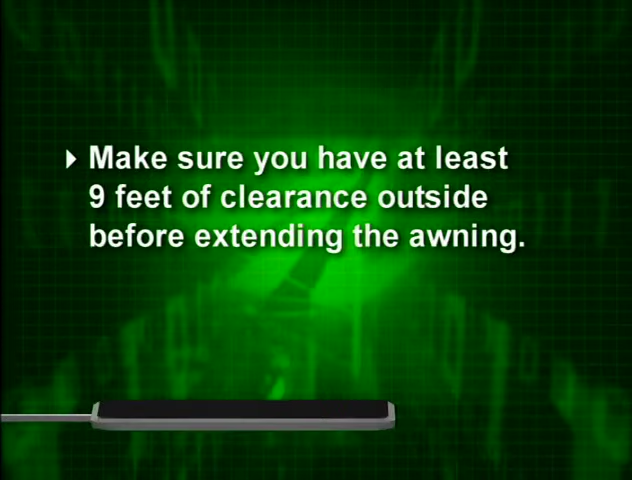 Make sure you have at least
9 feet of clearance outside
before extending the awning.